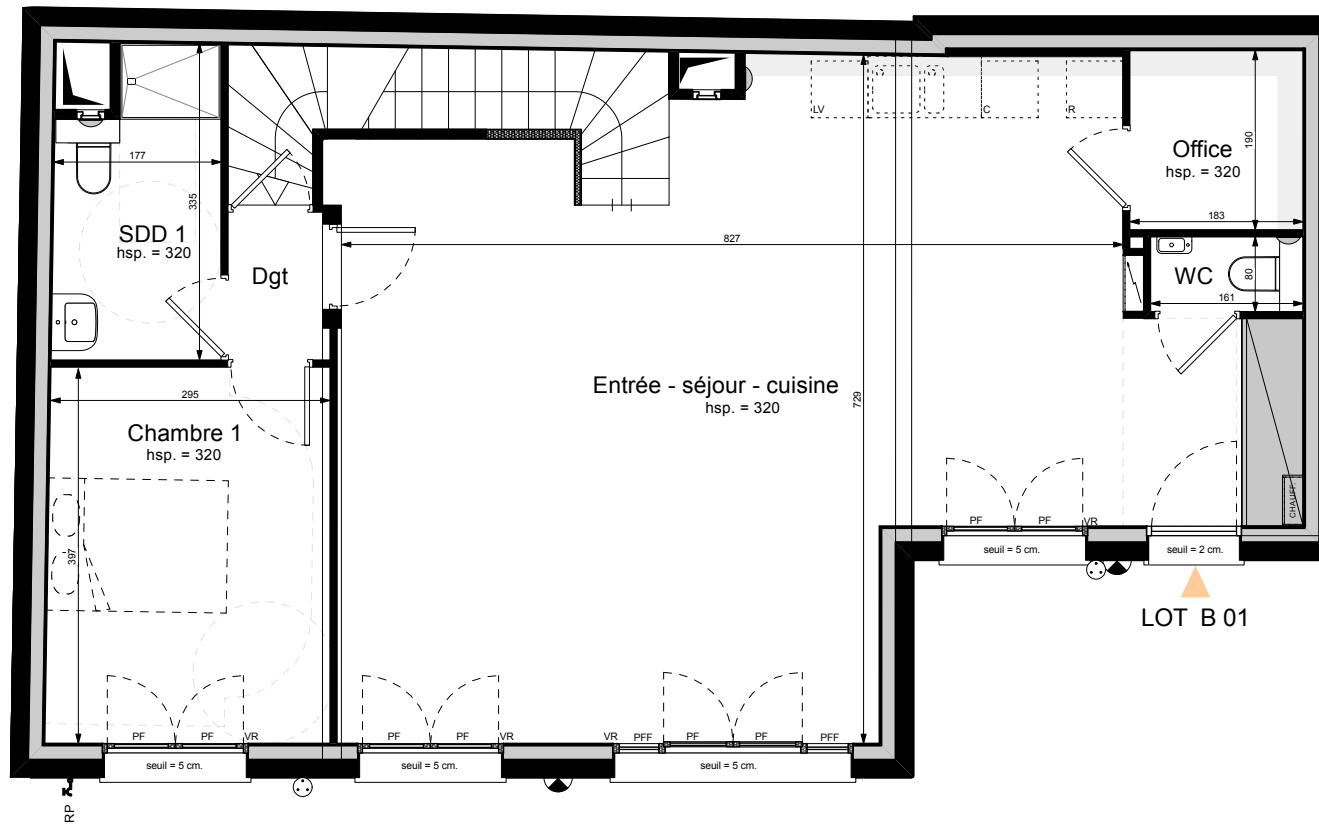 LV
C
R
Office
hsp. = 320
190
183
177
335
SDD 1
hsp. = 320
827
Dgt
WC
80
161
Entrée - séjour - cuisine
hsp. = 320
729
295
Chambre 1
hsp. = 320
397
CHAUFF.
PF PF VR
seuil = 5 cm.
seuil = 2 cm.
LOT B 01
PF PF VR
PF PF VR
VR PFF PF PF PFF
seuil = 5 cm.
seuil = 5 cm.
seuil = 5 cm.
RP